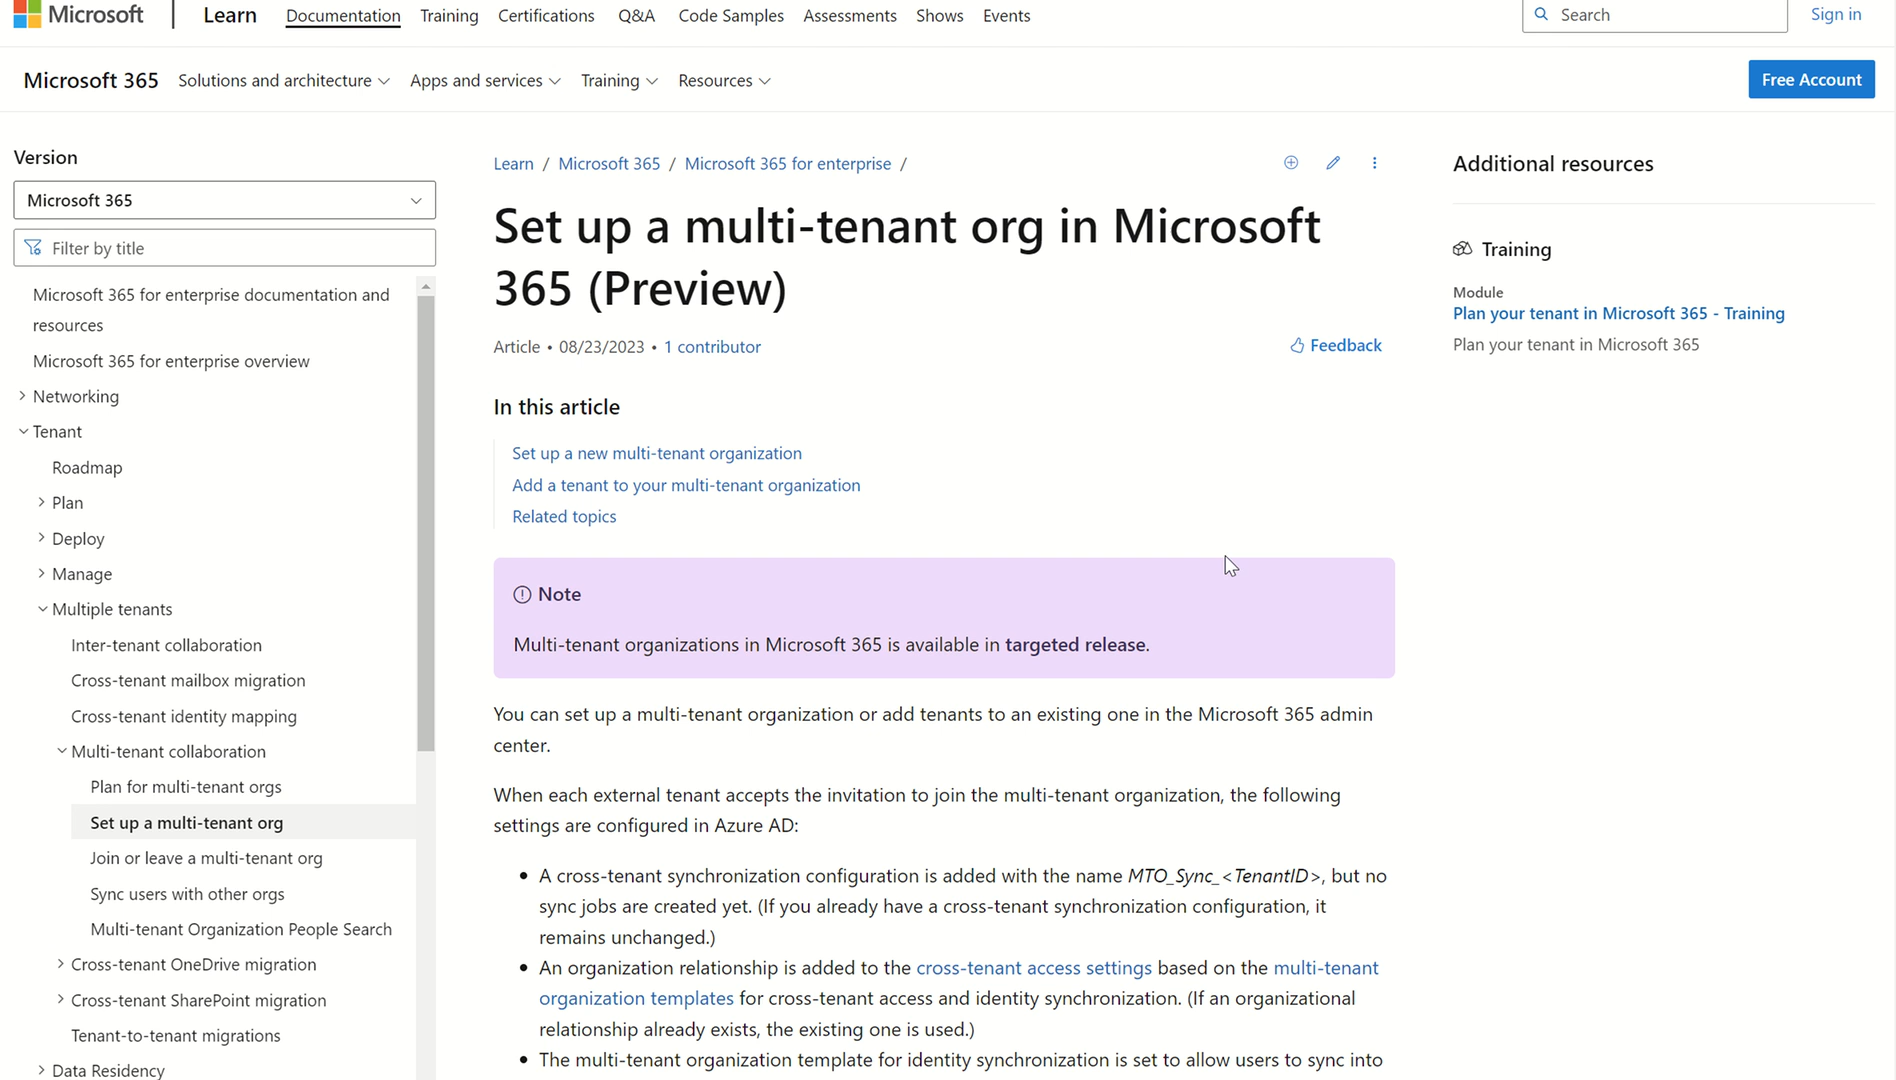 Microsoft
Learn
Documentation
Training
Certifications
Q&A
Code Samples
Assessments
Shows
Events
Search
Sign in
Microsoft 365
Solutions and architecture
Apps and services
Training
Resources
Free Account
Version
Microsoft 365
Filter by title
Microsoft 365 for enterprise documentation and
resources
Microsoft 365 for enterprise overview
Networking
Tenant
Roadmap
Plan
Deploy
Manage
Multiple tenants
Inter-tenant collaboration
Cross-tenant mailbox migration
Cross-tenant identity mapping
Multi-tenant collaboration
Plan for multi-tenant orgs
Set up a multi-tenant org
Join or leave a multi-tenant org
Sync users with other orgs
Multi-tenant Organization People Search
Cross-tenant OneDrive migration
Cross-tenant SharePoint migration
Tenant-to-tenant migrations
Data Residency
Learn / Microsoft 365 / Microsoft 365 for enterprise /
Set up a multi-tenant org in Microsoft
365 (Preview)
Article • 08/23/2023 • 1 contributor
Feedback
In this article
Set up a new multi-tenant organization
Add a tenant to your multi-tenant organization
Related topics
Note
Multi-tenant organizations in Microsoft 365 is available in targeted release.
You can set up a multi-tenant organization or add tenants to an existing one in the Microsoft 365 admin
center.
When each external tenant accepts the invitation to join the multi-tenant organization, the following
settings are configured in Azure AD:
• A cross-tenant synchronization configuration is added with the name MTO_Sync_<TenantID>, but no
sync jobs are created yet. (If you already have a cross-tenant synchronization configuration, it
remains unchanged.)
• An organization relationship is added to the cross-tenant access settings based on the multi-tenant
organization templates for cross-tenant access and identity synchronization. (If an organizational
relationship already exists, the existing one is used.)
• The multi-tenant organization template for identity synchronization is set to allow users to sync into
Additional resources
Training
Module
Plan your tenant in Microsoft 365 - Training
Plan your tenant in Microsoft 365